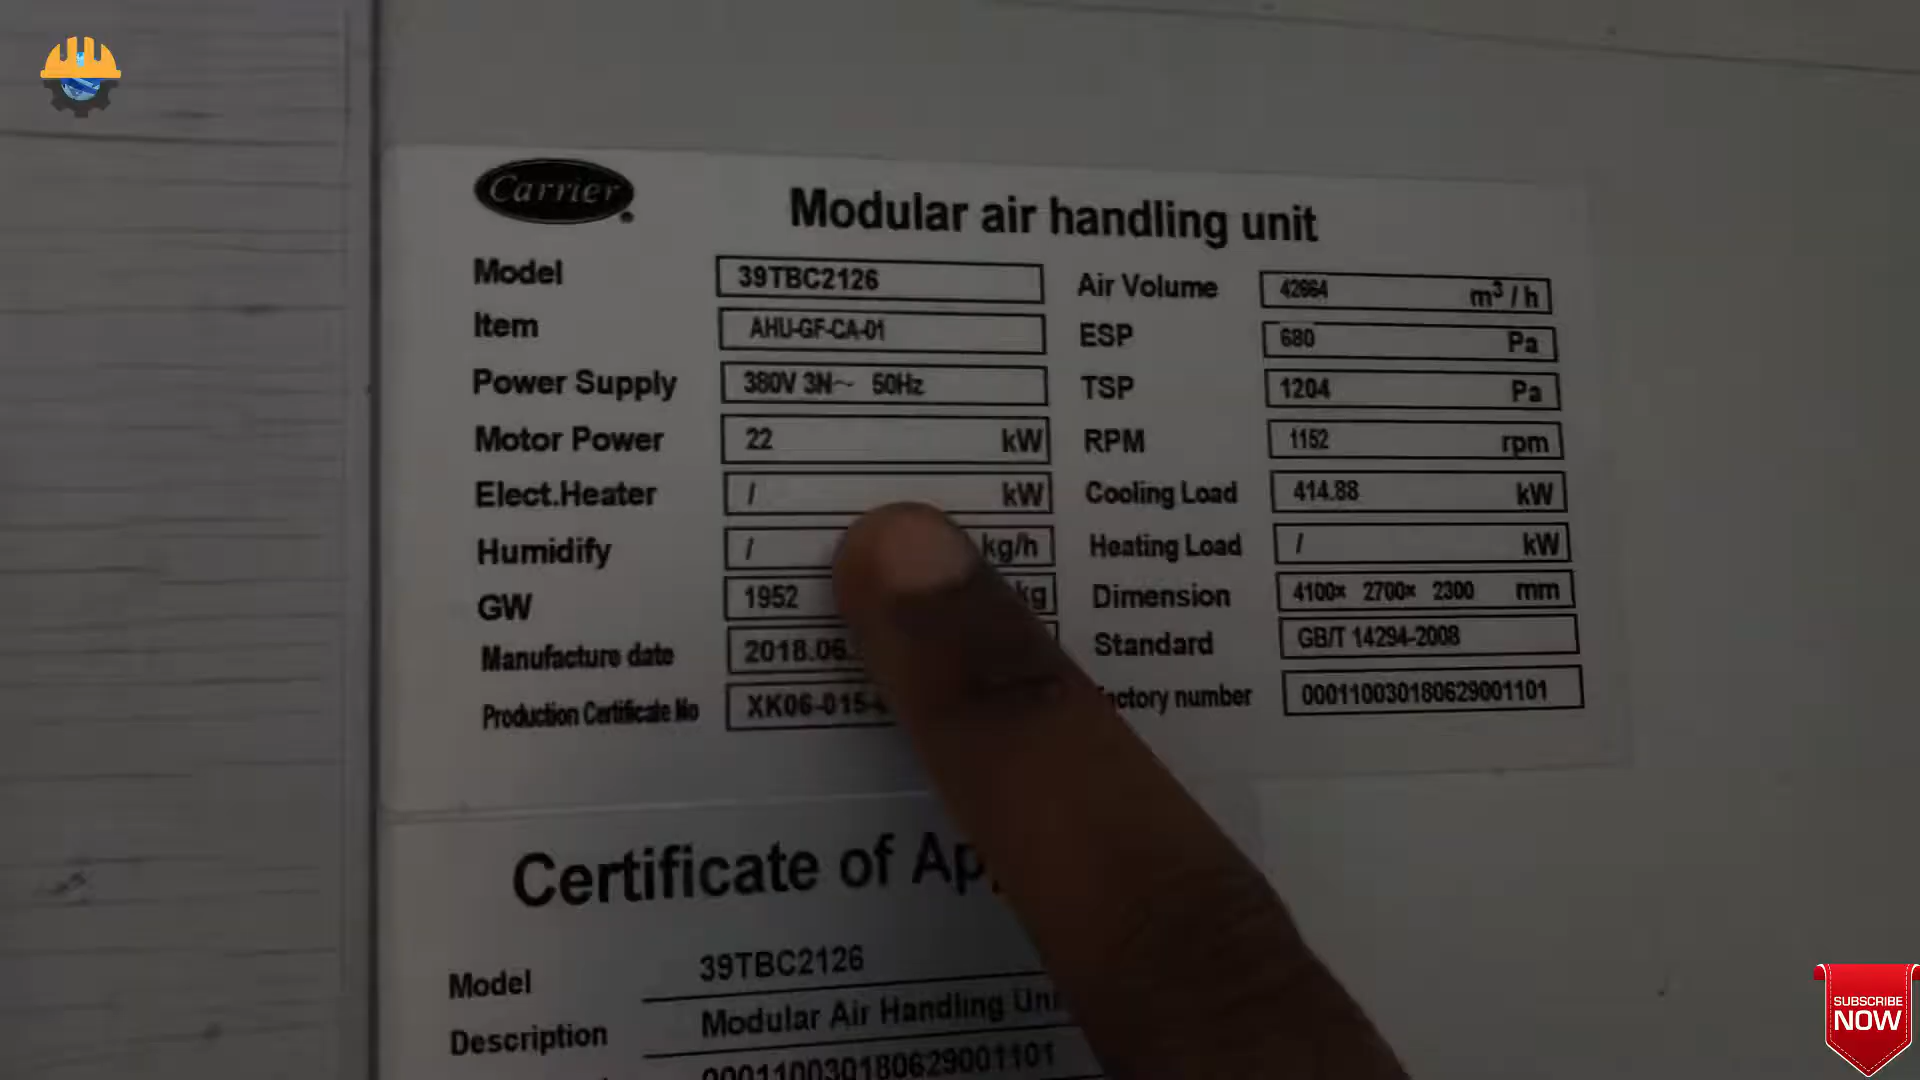 Carrier
Modular air handling unit
Model 39TBC2126
Item AHU-GF-CA-01
Power Supply 380V 3N~ 50Hz
Motor Power 22 kW
Elect.Heater / kW
Humidify / kg/h
GW 1952 kg
Manufacture date 2018.06.
Production Certificate No XK06-015-
Air Volume 42664 m³/h
ESP 680 Pa
TSP 1204 Pa
RPM 1152 rpm
Cooling Load 414.88 kW
Heating Load / kW
Dimension 4100× 2700× 2300 mm
Standard GB/T 14294-2008
actory number 000110030180629001101
Certificate of Ap
Model 39TBC2126
Description Modular Air Handling Uni
000110030180629001101
SUBSCRIBE
NOW